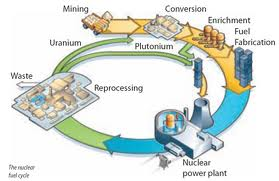 Mining
Conversion
Enrichment
Fuel
Fabrication
Uranium
Plutonium
Waste
Reprocessing
Nuclear
power plant
The nuclear
fuel cycle